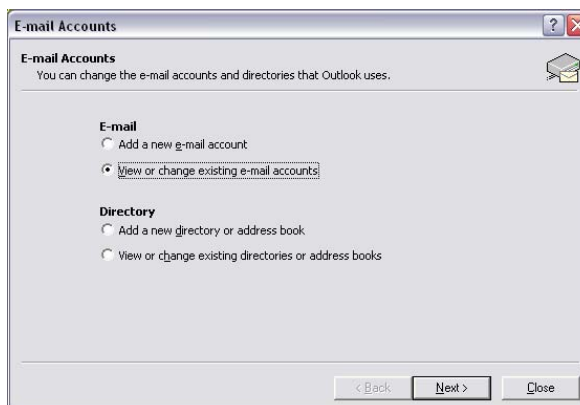 E-mail Accounts
E-mail Accounts
You can change the e-mail accounts and directories that Outlook uses.
E-mail
Add a new e-mail account
View or change existing e-mail accounts
Directory
Add a new directory or address book
View or change existing directories or address books
< Back Next > Close